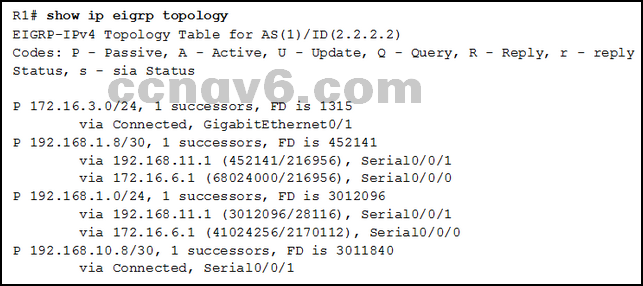 R1# show ip eigrp topology
EIGRP-IPv4 Topology Table for AS(1)/ID(2.2.2.2)
Codes: P - Passive, A - Active, U - Update, Q - Query, R - Reply, r - reply
Status, s - sia Status
ccnav6.com
P 172.16.3.0/24, 1 successors, FD is 1315
via Connected, GigabitEthernet0/1
P 192.168.1.8/30, 1 successors, FD is 452141
via 192.168.11.1 (452141/216956), Serial0/0/1
via 172.16.6.1 (68024000/216956), Serial0/0/0
P 192.168.1.0/24, 1 successors, FD is 3012096
via 192.168.11.1 (3012096/28116), Serial0/0/1
via 172.16.6.1 (41024256/2170112), Serial0/0/0
P 192.168.10.8/30, 1 successors, FD is 3011840
via Connected, Serial0/0/1